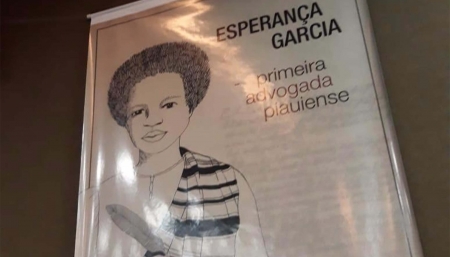 ESPERANÇA
GARCIA
primeira
advogada
piauiense